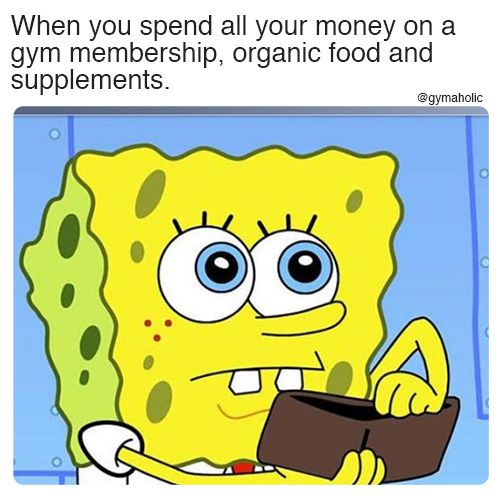 When you spend all your money on a
gym membership, organic food and
supplements.
@gymaholic